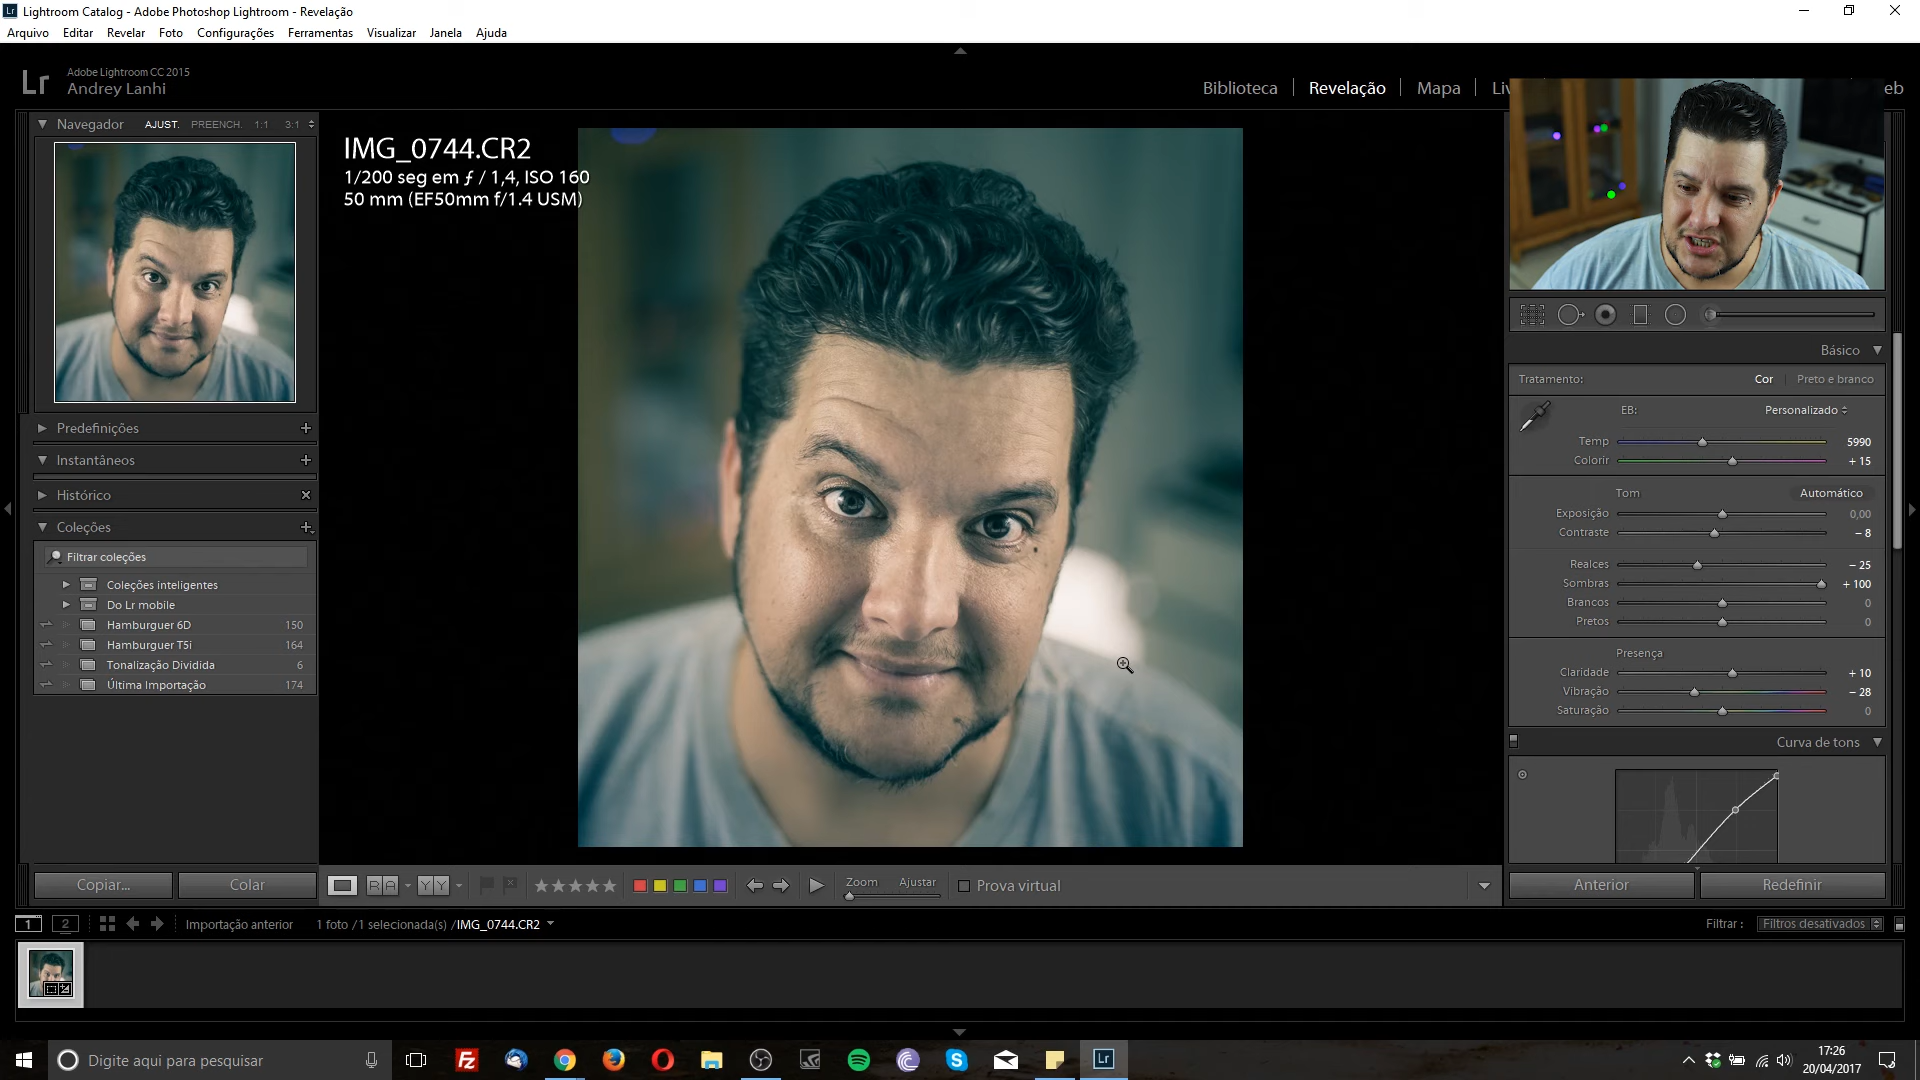 Lightroom Catalog - Adobe Photoshop Lightroom - Revelação
Arquivo Editar Revelar Foto Configurações Ferramentas Visualizar Janela Ajuda
Lr
Adobe Lightroom CC 2015
Andrey Lanhi
Biblioteca Revelação Mapa Liv eb
Navegador AJUST. PREENCH. 1:1 3:1
IMG_0744.CR2
1/200 seg em ƒ / 1,4, ISO 160
50 mm (EF50mm f/1.4 USM)
Predefinições
Instantâneos
Histórico
Coleções
Filtrar coleções
Coleções inteligentes
Do Lr mobile
Hamburguer 6D 150
Hamburguer T5i 164
Tonalização Dividida 6
Última Importação 174
Copiar... Colar
Básico
Tratamento: Cor Preto e branco
EB: Personalizado
Temp 5990
Colorir + 15
Tom Automático
Exposição 0,00
Contraste – 8
Realces – 25
Sombras + 100
Brancos 0
Pretos 0
Presença
Claridade + 10
Vibração – 28
Saturação 0
Curva de tons
Anterior Redefinir
R A Y Y Zoom Ajustar Prova virtual
1 2 Importação anterior 1 foto /1 selecionada(s) /IMG_0744.CR2
Filtrar : Filtros desativados
Digite aqui para pesquisar
Fz
Lr
17:26
20/04/2017